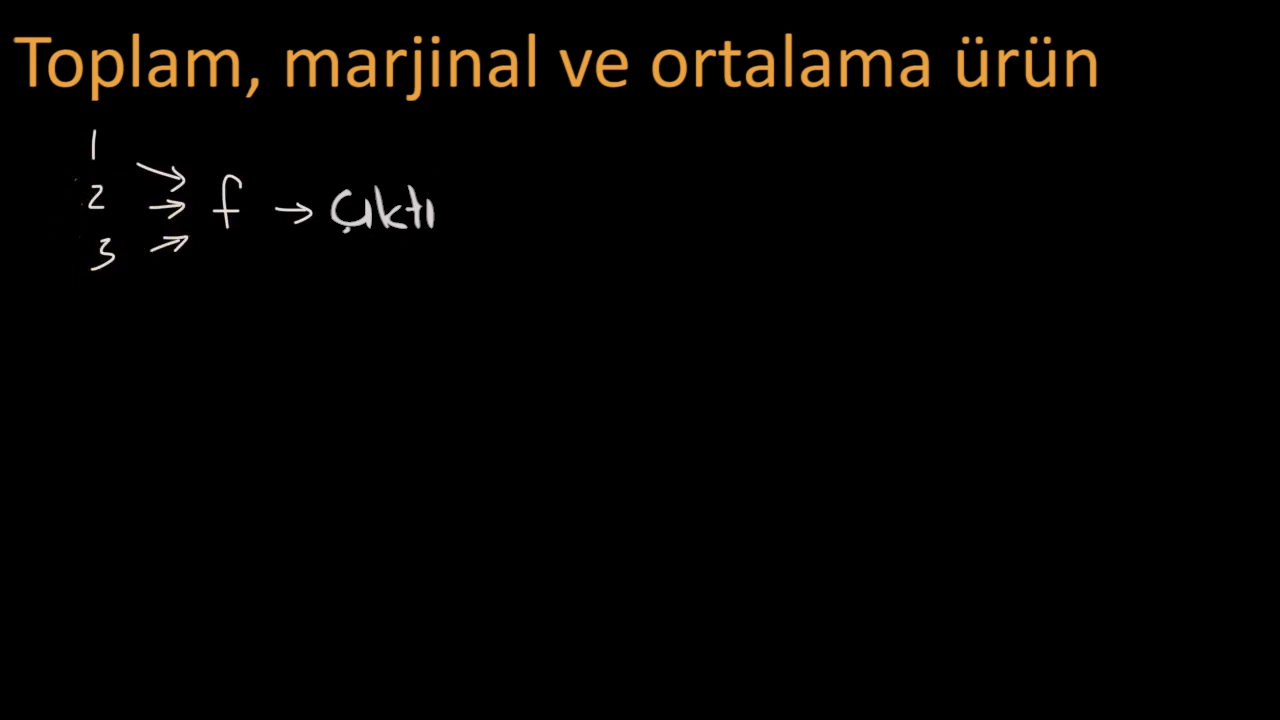 Toplam, marjinal ve ortalama ürün
1
2
3
f → çıktı